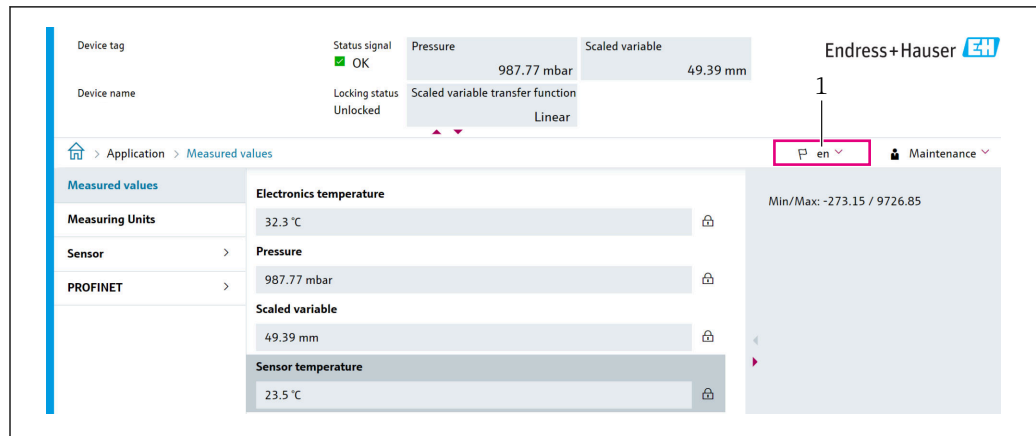 Device tag
Status signal
OK
Pressure
987.77 mbar
Scaled variable
49.39 mm
Endress+Hauser EH
1
Device name
Locking status
Unlocked
Scaled variable transfer function
Linear
> Application > Measured values
en
Maintenance
Measured values
Measuring Units
Sensor >
PROFINET >
Electronics temperature
32.3 °C
Pressure
987.77 mbar
Scaled variable
49.39 mm
Sensor temperature
23.5 °C
Min/Max: -273.15 / 9726.85